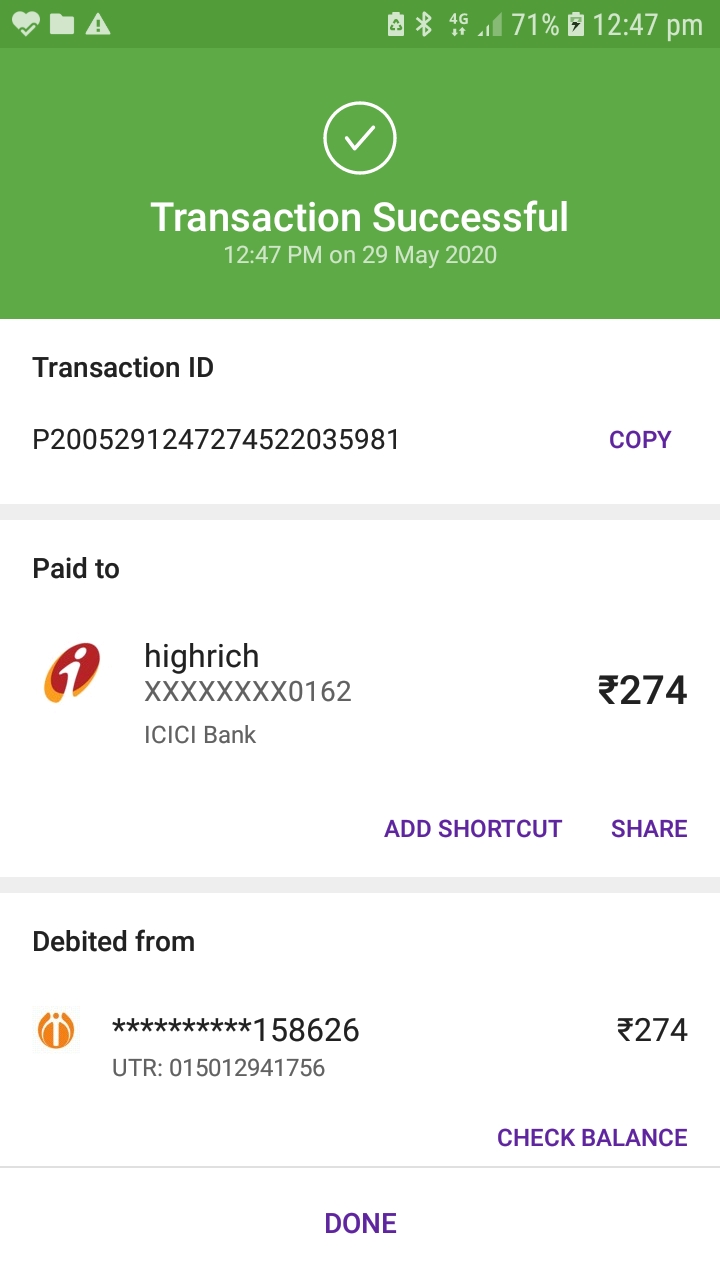 4G 71% 12:47 pm
Transaction Successful
12:47 PM on 29 May 2020
Transaction ID
P2005291247274522035981 COPY
Paid to
highrich
XXXXXXXX0162
₹274
ICICI Bank
ADD SHORTCUT SHARE
Debited from
**********158626 ₹274
UTR: 015012941756
CHECK BALANCE
DONE